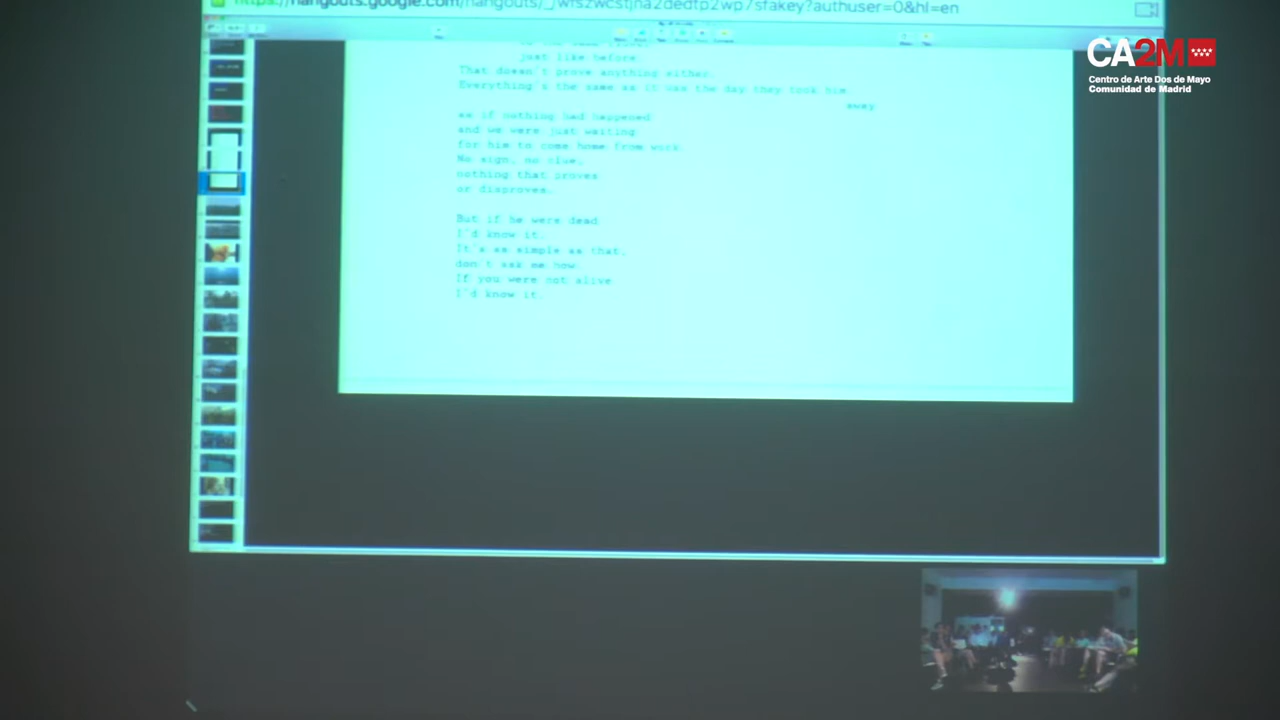 https://hangouts.google.com/hangouts/_/wfszwcstjna2dedtp2wp7sfakey?authuser=0&hl=en
CA2M
Centro de Arte Dos de Mayo
Comunidad de Madrid
just like before.
That doesn't prove anything either.
Everything's the same as it was the day they took him
away
as if nothing had happened
and we were just waiting
for him to come home from work.
No sign, no clue,
nothing that proves
or disproves.
But if he were dead
I'd know it.
It's as simple as that,
don't ask me how.
If you were not alive
I'd know it.